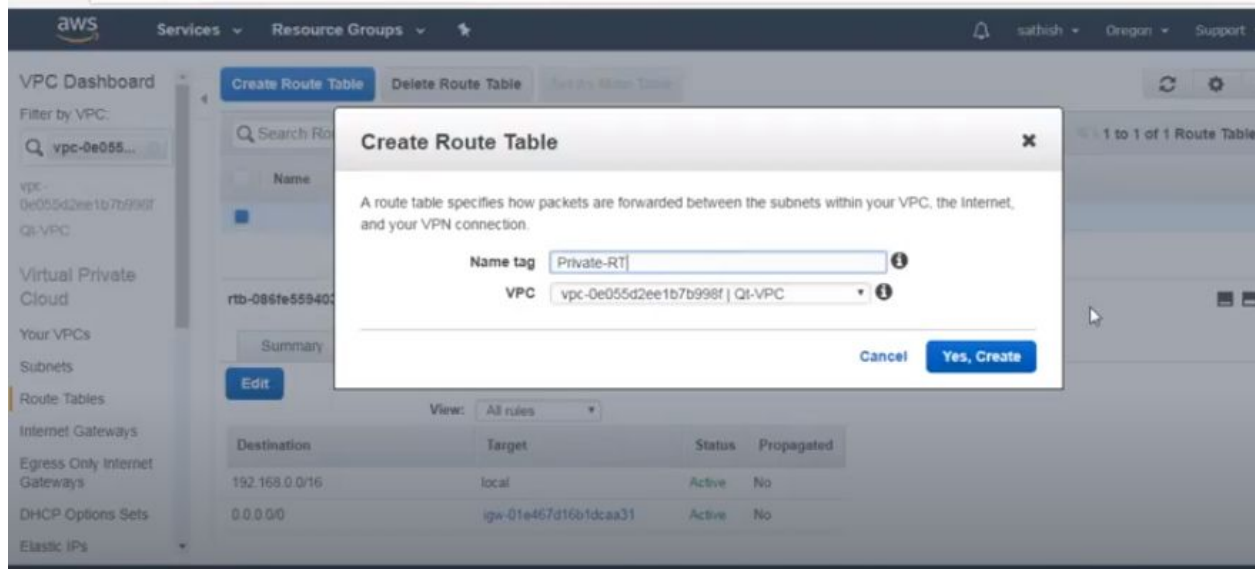 aws Services Resource Groups sathish Oregon Support
VPC Dashboard
Filter by VPC:
vpc-0e055...
vpc-
0e055d2ee1b7b998f
Qt-VPC
Virtual Private
Cloud
Your VPCs
Subnets
Route Tables
Internet Gateways
Egress Only Internet
Gateways
DHCP Options Sets
Elastic IPs
Create Route Table Delete Route Table
Search Ro
1 to 1 of 1 Route Table
Name
Create Route Table
A route table specifies how packets are forwarded between the subnets within your VPC, the Internet,
and your VPN connection.
Name tag Private-RT
VPC vpc-0e055d2ee1b7b998f | Qt-VPC
Cancel Yes, Create
rtb-086fe559403
Summary
Edit
View: All rules
Destination Target Status Propagated
192.168.0.0/16 local Active No
0.0.0.0/0 igw-01e467d16b1dcaa31 Active No